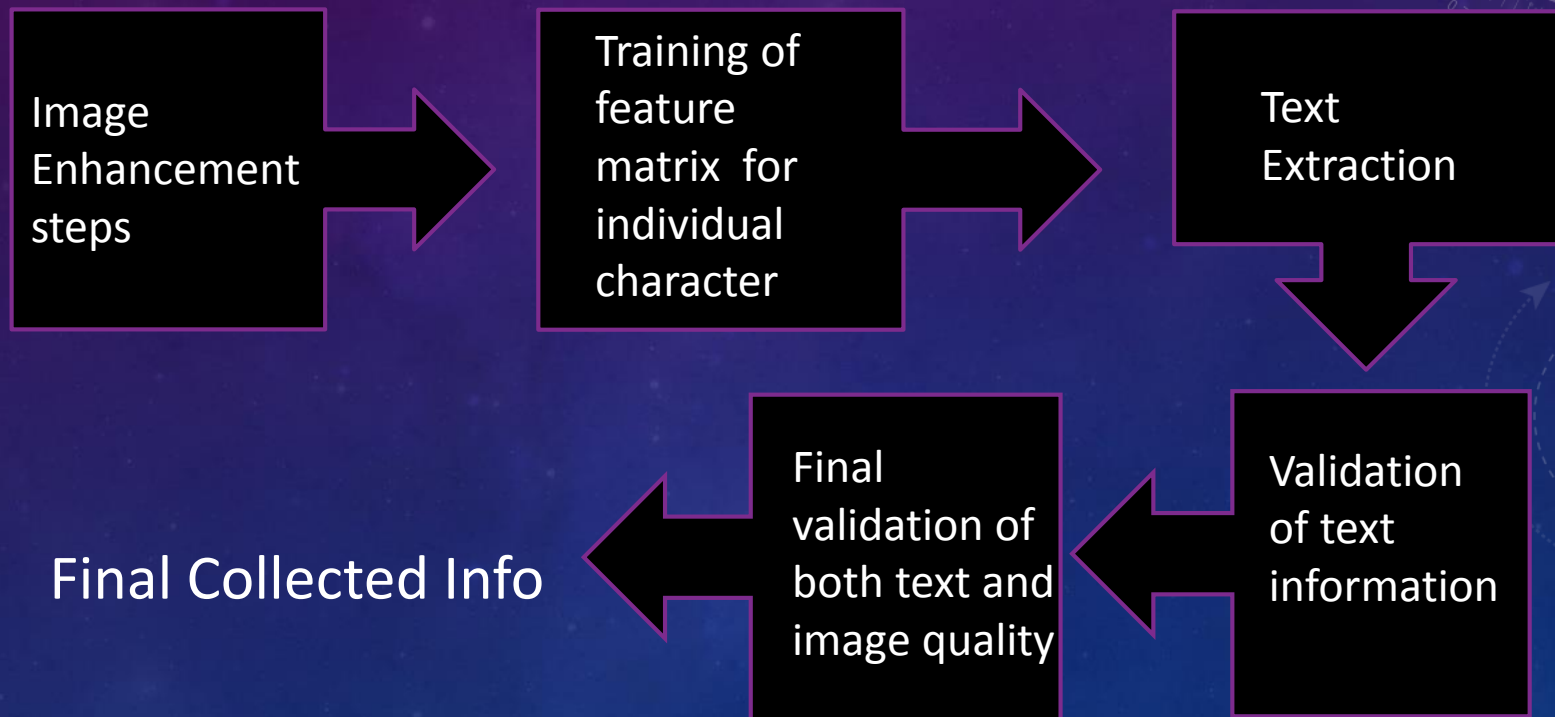 Image
Enhancement
steps
Training of
feature
matrix  for
individual
character
Text
Extraction
Validation
of text
information
Final
validation of
both text and
image quality
Final Collected Info